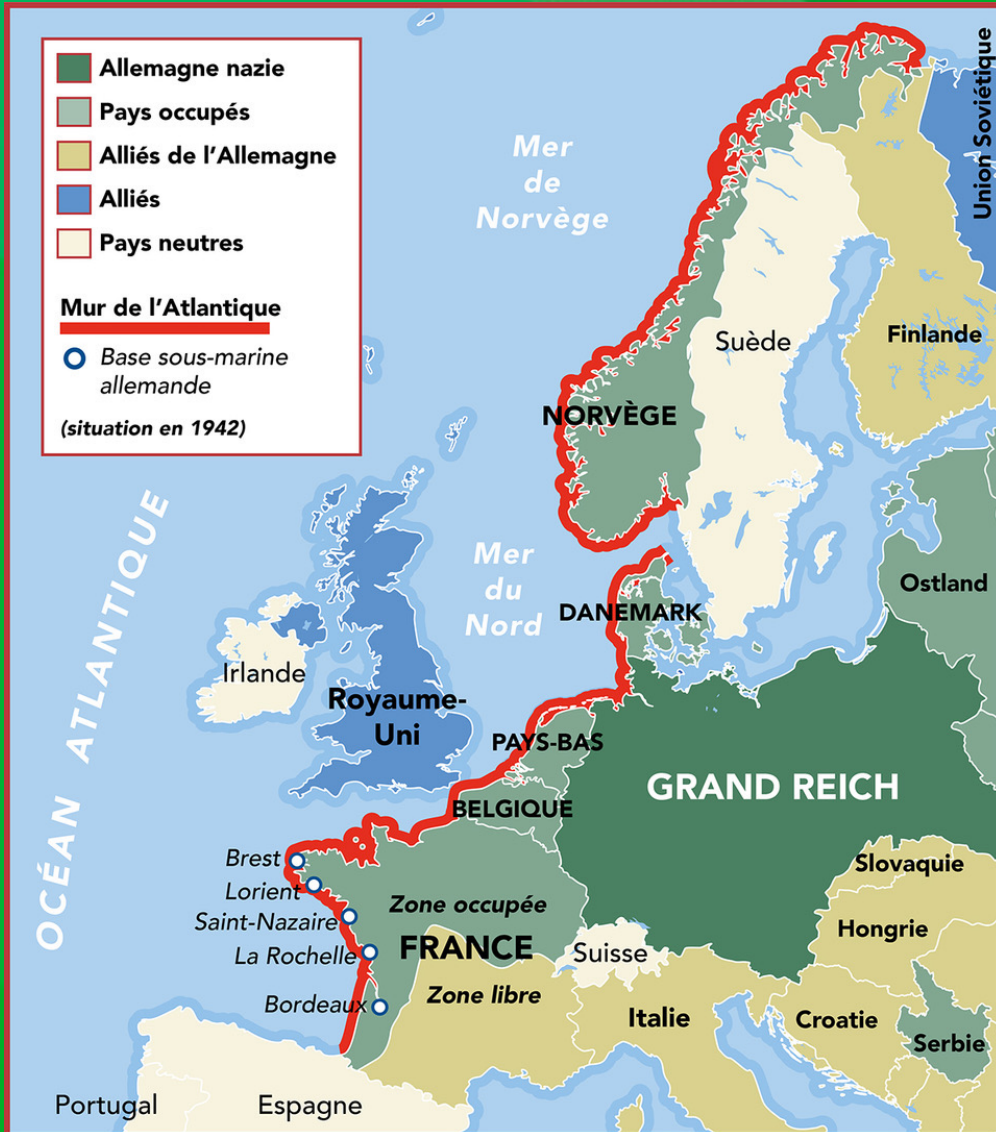 Allemagne nazie
Pays occupés
Alliés de l'Allemagne
Alliés
Pays neutres
Mur de l'Atlantique
Base sous-marine
allemande
(situation en 1942)
Union Soviétique
Mer
de
Norvège
Suède
Finlande
NORVÈGE
OCÉAN ATLANTIQUE
Mer
du
Nord
DANEMARK
Ostland
Irlande
Royaume-
Uni
PAYS-BAS
GRAND REICH
BELGIQUE
Brest
Lorient
Saint-Nazaire
La Rochelle
Bordeaux
Zone occupée
FRANCE
Zone libre
Suisse
Slovaquie
Hongrie
Italie
Croatie
Serbie
Portugal
Espagne